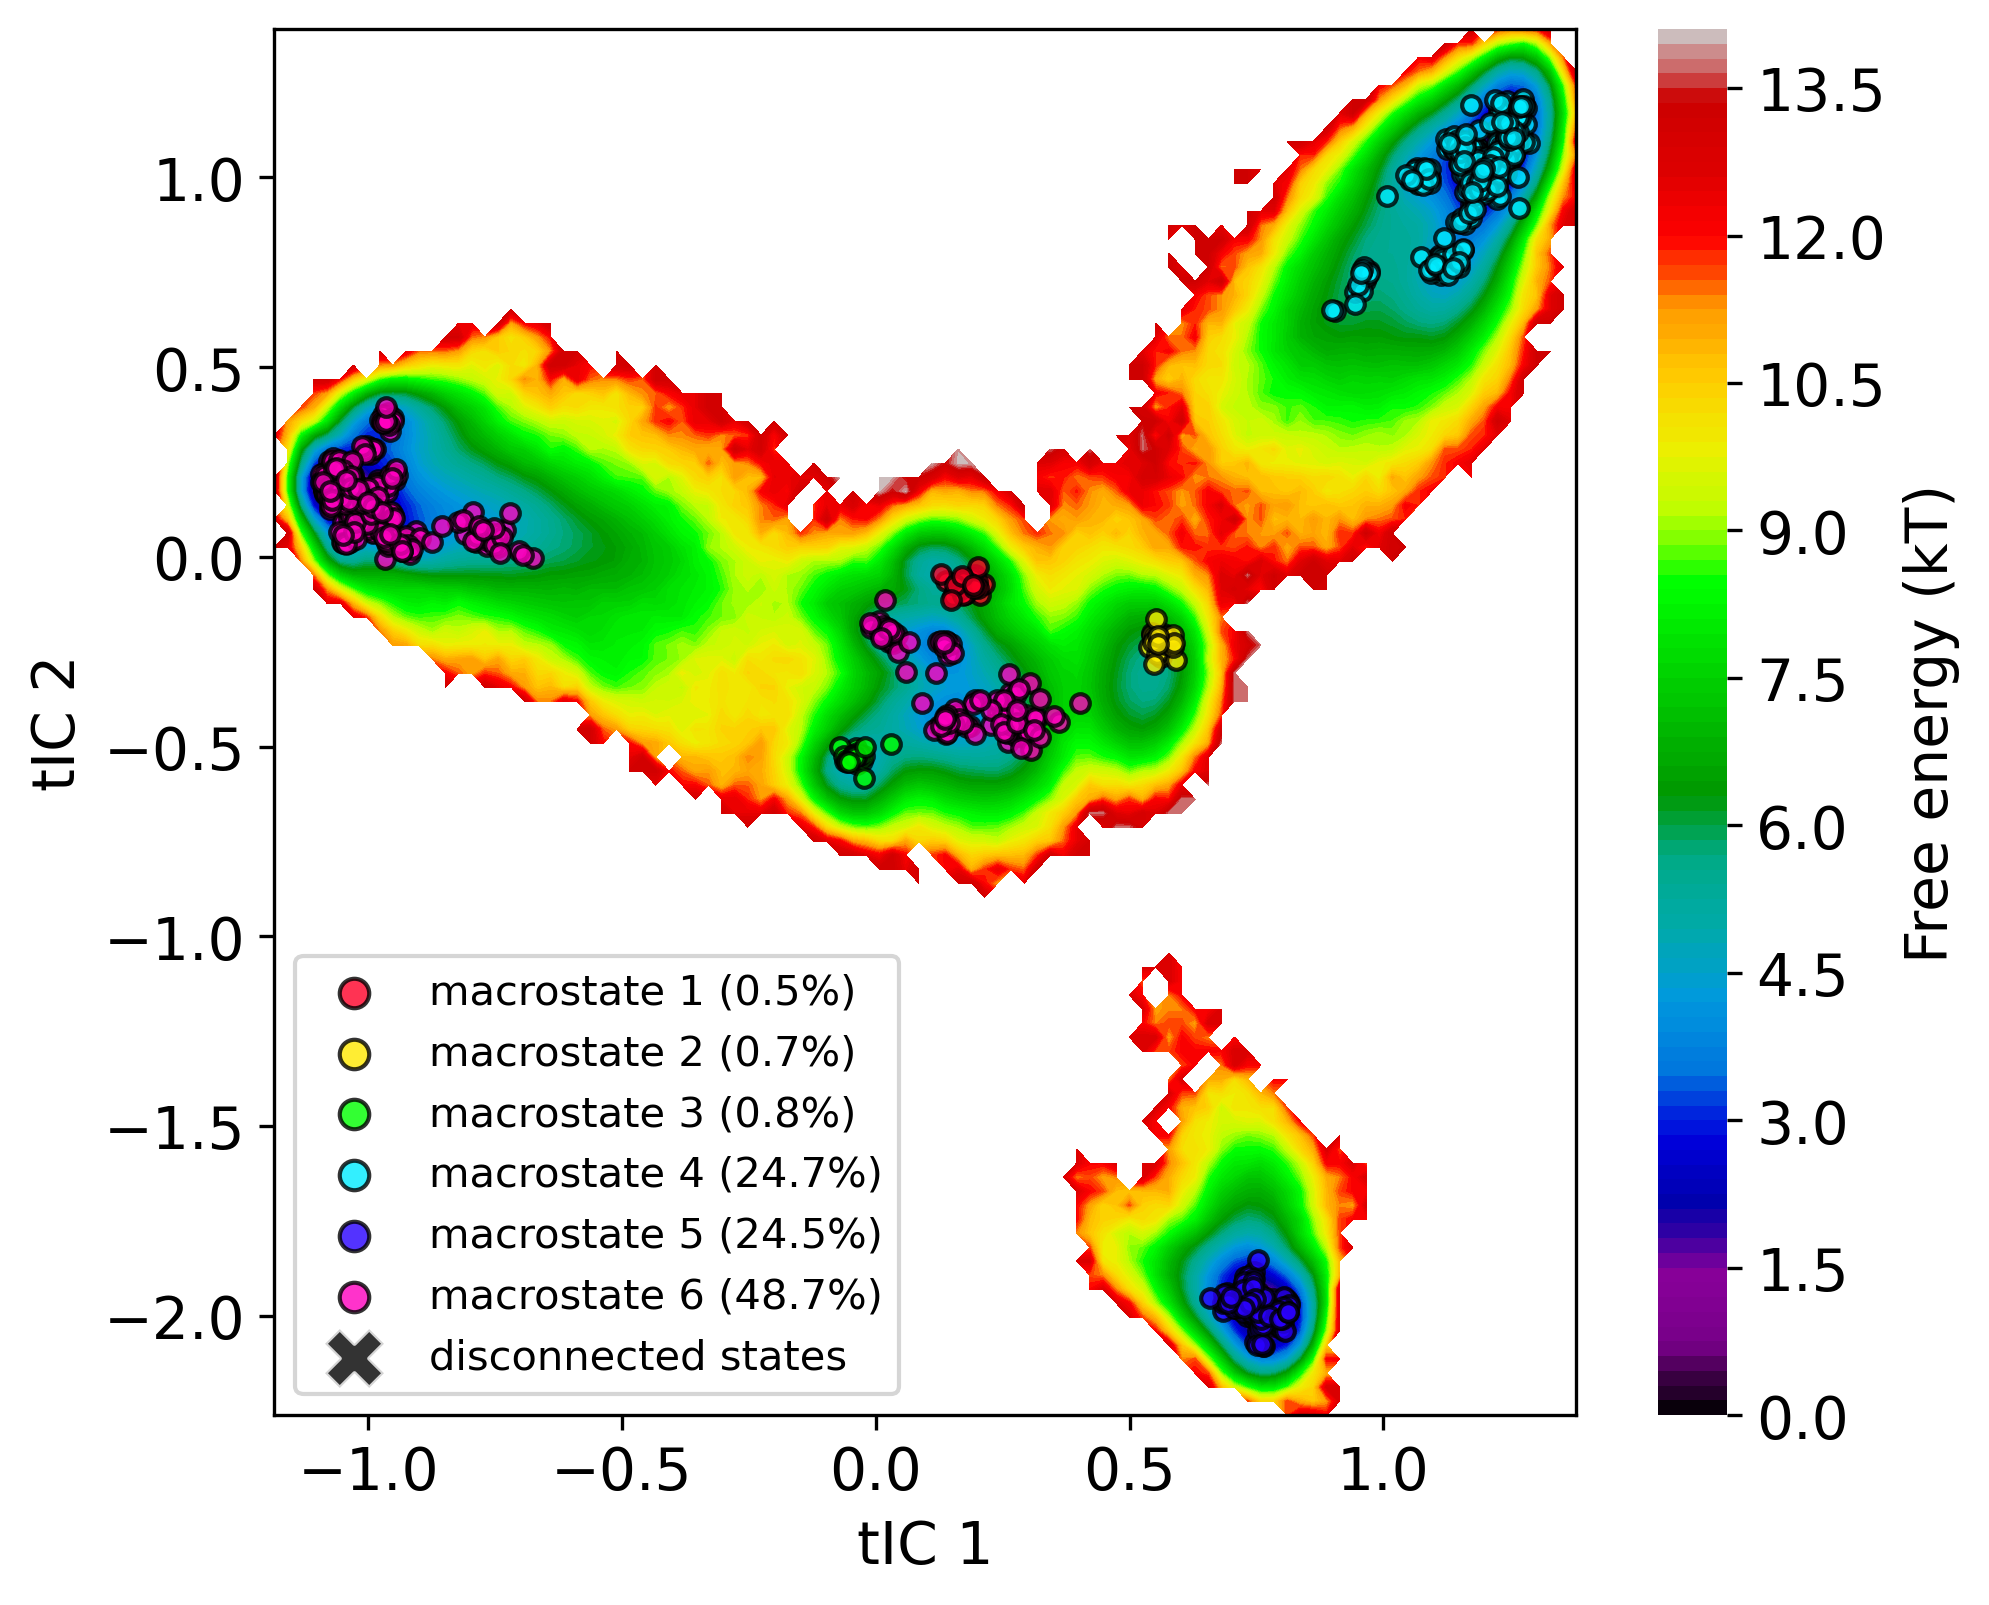 1.0
0.5
0.0
−0.5
−1.0
−1.5
−2.0
tIC 2
macrostate 1 (0.5%)
macrostate 2 (0.7%)
macrostate 3 (0.8%)
macrostate 4 (24.7%)
macrostate 5 (24.5%)
macrostate 6 (48.7%)
disconnected states
−1.0
−0.5
0.0
0.5
1.0
tIC 1
13.5
12.0
10.5
9.0
7.5
6.0
4.5
3.0
1.5
0.0
Free energy (kT)